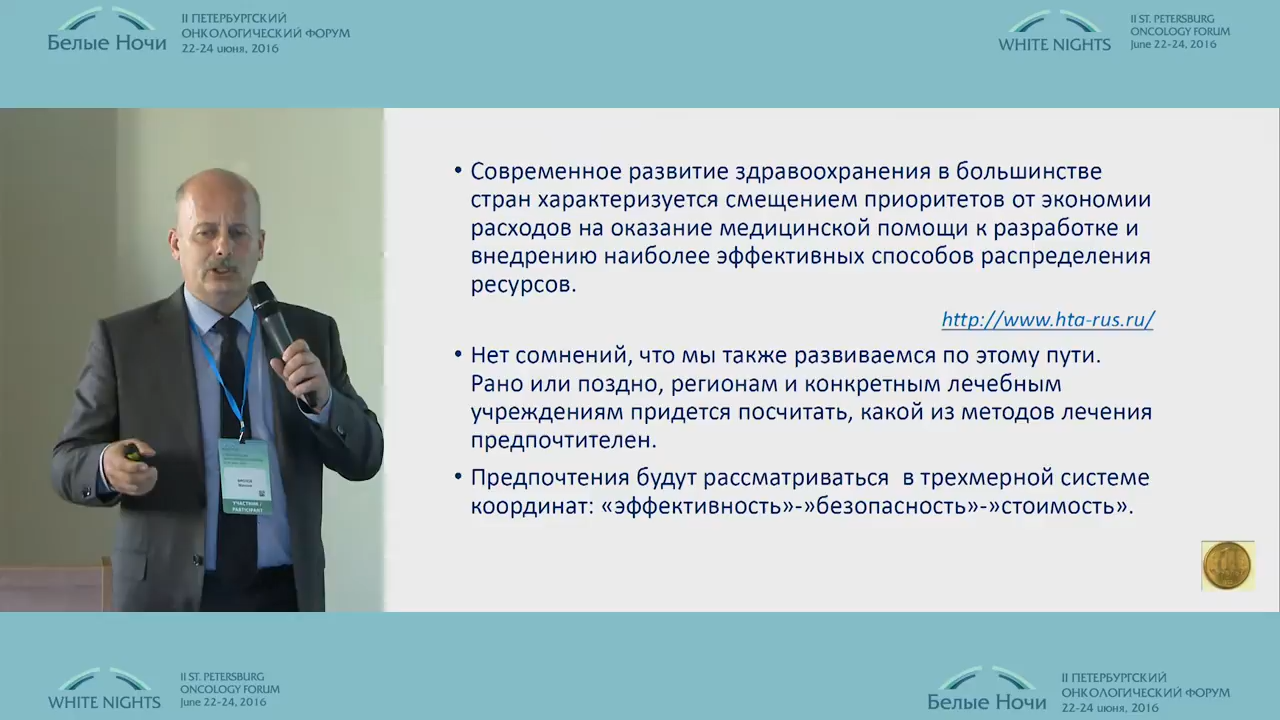 Белые Ночи
II ПЕТЕРБУРГСКИЙ
ОНКОЛОГИЧЕСКИЙ ФОРУМ
22-24 июня, 2016
WHITE NIGHTS
II ST. PETERSBURG
ONCOLOGY FORUM
June 22-24, 2016
• Современное развитие здравоохранения в большинстве
стран характеризуется смещением приоритетов от экономии
расходов на оказание медицинской помощи к разработке и
внедрению наиболее эффективных способов распределения
ресурсов.
http://www.hta-rus.ru/
• Нет сомнений, что мы также развиваемся по этому пути.
Рано или поздно, регионам и конкретным лечебным
учреждениям придется посчитать, какой из методов лечения
предпочтителен.
• Предпочтения будут рассматриваться в трехмерной системе
координат: «эффективность»-»безопасность»-»стоимость».
УЧАСТНИК /
PARTICIPANT
WHITE NIGHTS
II ST. PETERSBURG
ONCOLOGY FORUM
June 22-24, 2016
Белые Ночи
II ПЕТЕРБУРГСКИЙ
ОНКОЛОГИЧЕСКИЙ ФОРУМ
22-24 июня, 2016